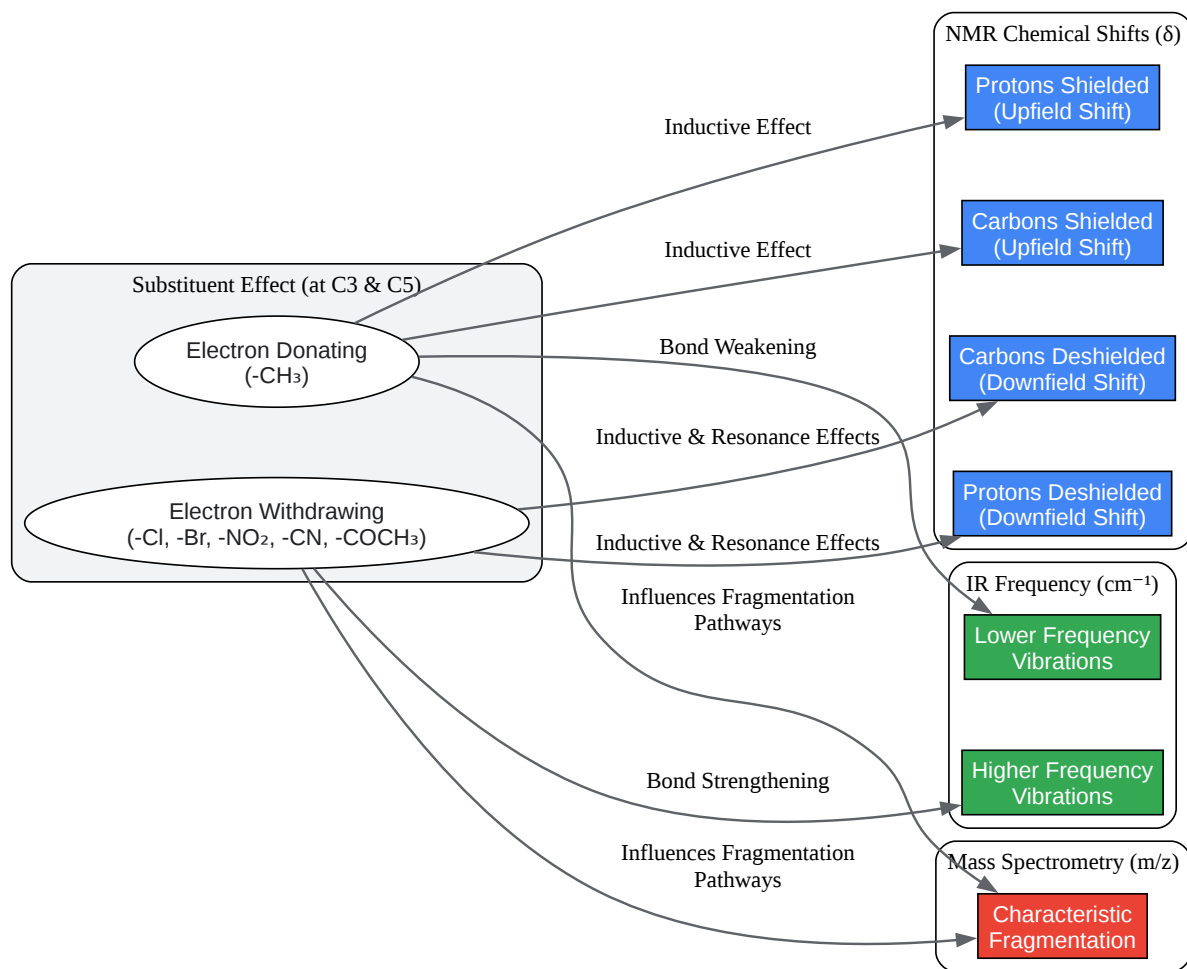 NMR Chemical Shifts (δ)
Protons Shielded
(Upfield Shift)
Inductive Effect
Carbons Shielded
(Upfield Shift)
Inductive Effect
Substituent Effect (at C3 & C5)
Electron Donating
(-CH₃)
Bond Weakening
Carbons Deshielded
(Downfield Shift)
Inductive & Resonance Effects
Electron Withdrawing
(-Cl, -Br, -NO₂, -CN, -COCH₃)
Protons Deshielded
(Downfield Shift)
Inductive & Resonance Effects
IR Frequency (cm⁻¹)
Influences Fragmentation
Pathways
Lower Frequency
Vibrations
Bond Strengthening
Higher Frequency
Vibrations
Influences Fragmentation
Pathways
Mass Spectrometry (m/z)
Characteristic
Fragmentation